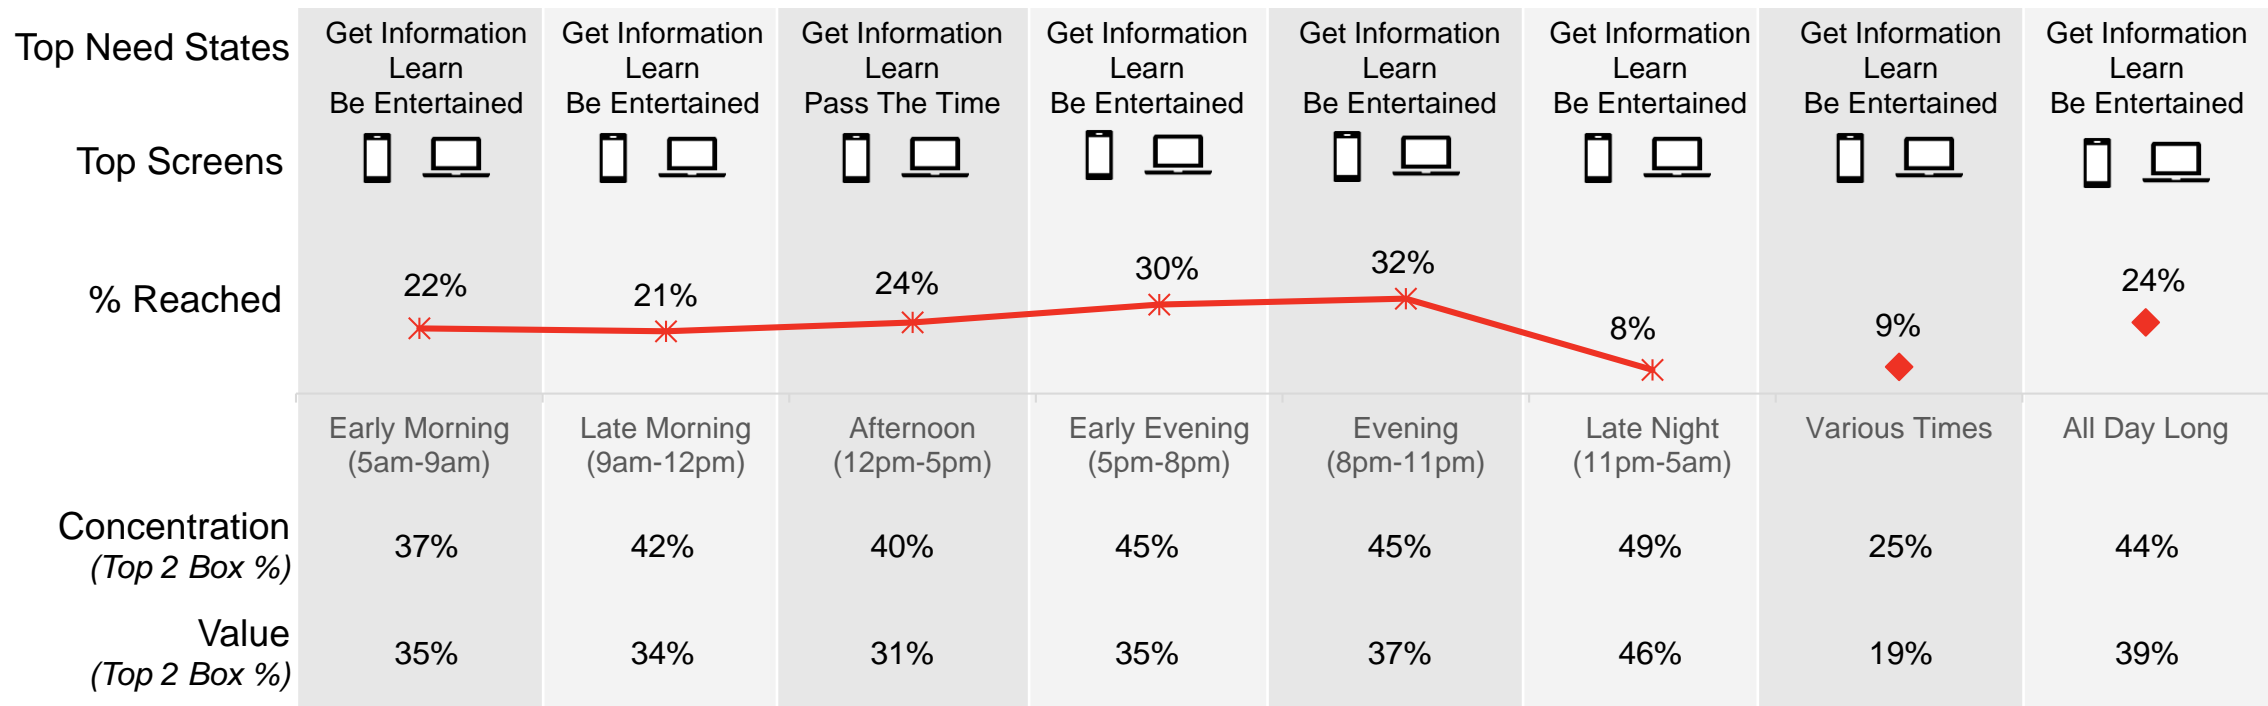 Top Need States
Get Information
Learn
Be Entertained
Get Information
Learn
Be Entertained
Get Information
Learn
Pass The Time
Get Information
Learn
Be Entertained
Get Information
Learn
Be Entertained
Get Information
Learn
Be Entertained
Get Information
Learn
Be Entertained
Get Information
Learn
Be Entertained
Top Screens
% Reached
22%
21%
24%
30%
32%
8%
9%
24%
Early Morning
(5am-9am)
Late Morning
(9am-12pm)
Afternoon
(12pm-5pm)
Early Evening
(5pm-8pm)
Evening
(8pm-11pm)
Late Night
(11pm-5am)
Various Times
All Day Long
Concentration
(Top 2 Box %)
37%
42%
40%
45%
45%
49%
25%
44%
Value
(Top 2 Box %)
35%
34%
31%
35%
37%
46%
19%
39%